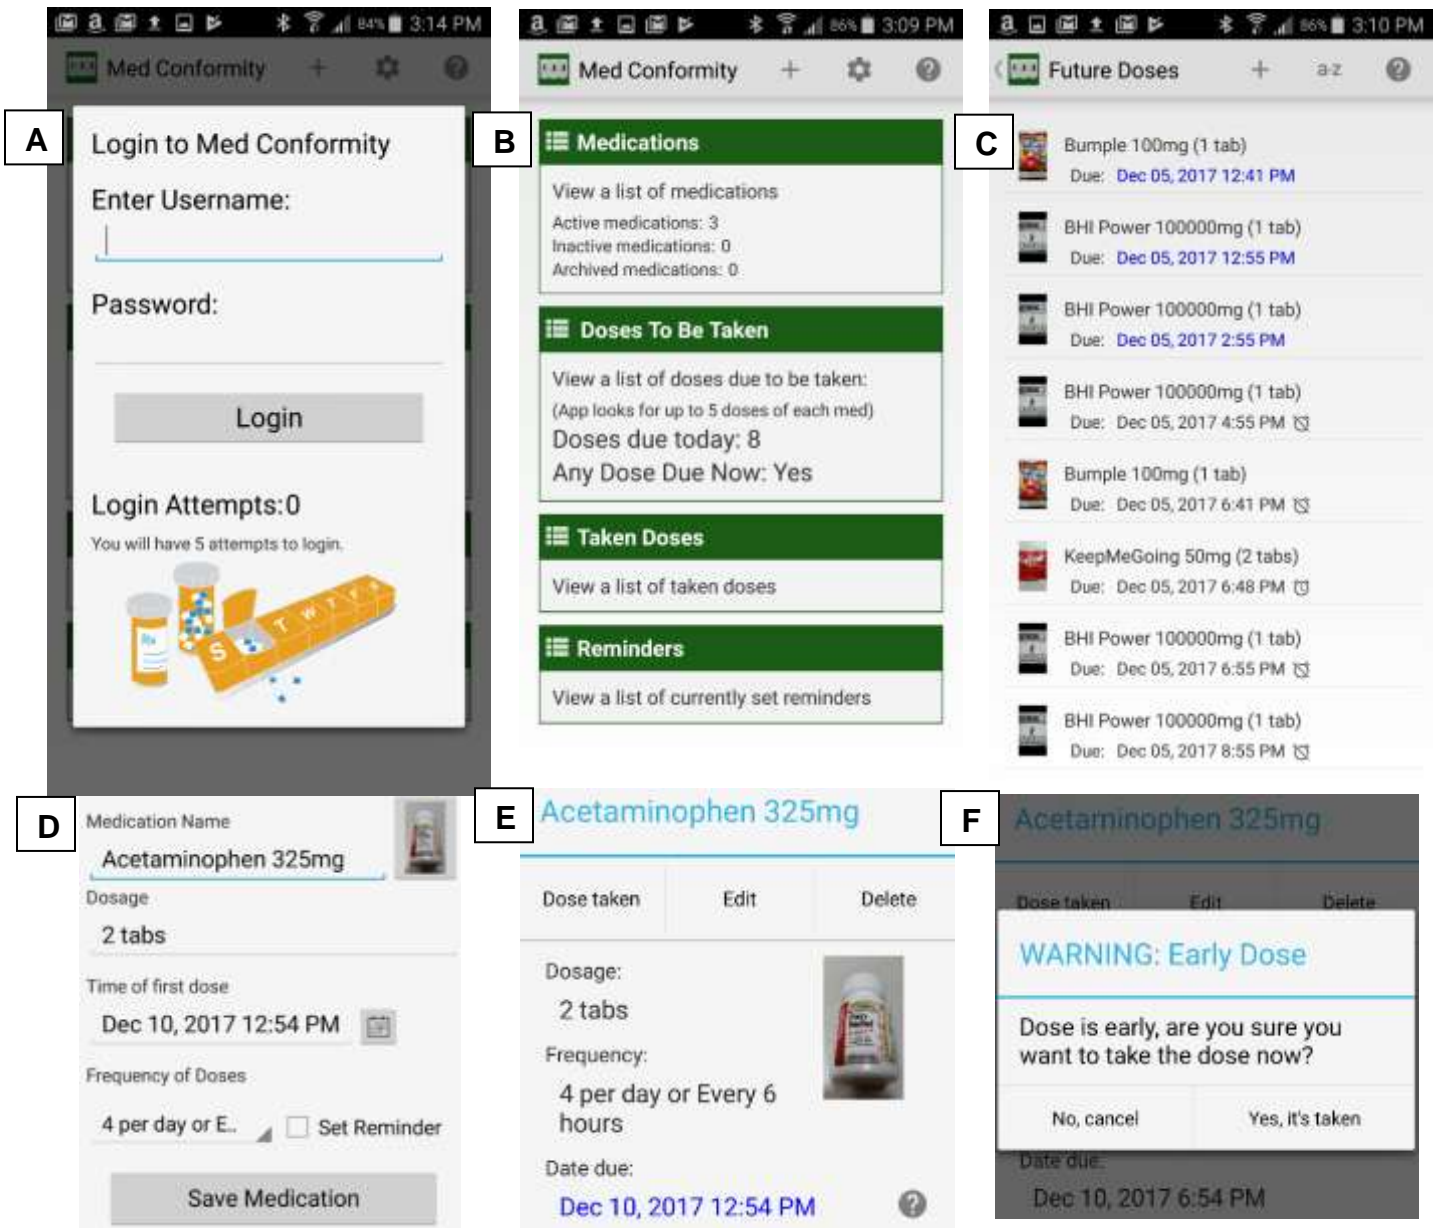 A
84% 3:14 PM
Med Conformity
Login to Med Conformity
Enter Username:
Password:
Login
Login Attempts:0
You will have 5 attempts to login.
Rx
S T W T F S
B
86% 3:09 PM
Med Conformity
Medications
View a list of medications
Active medications: 3
Inactive medications: 0
Archived medications: 0
Doses To Be Taken
View a list of doses due to be taken:
(App looks for up to 5 doses of each med)
Doses due today: 8
Any Dose Due Now: Yes
Taken Doses
View a list of taken doses
Reminders
View a list of currently set reminders
C
86% 3:10 PM
Future Doses a-z
Bumple 100mg (1 tab)
Due: Dec 05, 2017 12:41 PM
BHI Power 100000mg (1 tab)
Due: Dec 05, 2017 12:55 PM
BHI Power 100000mg (1 tab)
Due: Dec 05, 2017 2:55 PM
BHI Power 100000mg (1 tab)
Due: Dec 05, 2017 4:55 PM
Bumple 100mg (1 tab)
Due: Dec 05, 2017 6:41 PM
KeepMeGoing 50mg (2 tabs)
Due: Dec 05, 2017 6:48 PM
BHI Power 100000mg (1 tab)
Due: Dec 05, 2017 6:55 PM
BHI Power 100000mg (1 tab)
Due: Dec 05, 2017 8:55 PM
D
Medication Name
Acetaminophen 325mg
Dosage
2 tabs
Time of first dose
Dec 10, 2017 12:54 PM
Frequency of Doses
4 per day or E.. Set Reminder
Save Medication
E
Acetaminophen 325mg
Dose taken Edit Delete
Dosage:
2 tabs
Frequency:
4 per day or Every 6
hours
Date due:
Dec 10, 2017 12:54 PM
F
Acetaminophen 325mg
Dose taken Edit Delete
WARNING: Early Dose
Dose is early, are you sure you
want to take the dose now?
No, cancel Yes, it's taken
Date due:
Dec 10, 2017 6:54 PM